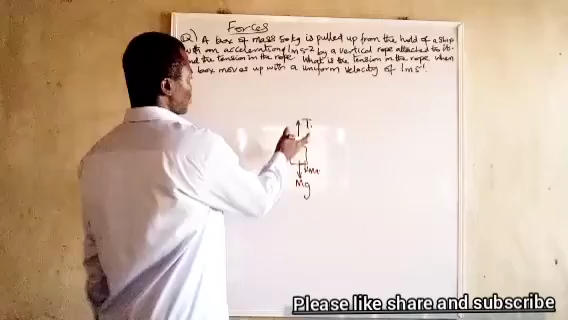 Forces
A box of mass 50kg is pulled up from the hold of a ship
with an acceleration 1ms-2 by a vertical rope attached to it.
the tension in the rope. What is the tension in the rope when
box moves up with a uniform velocity of 1ms-1.
T
Mg
Please like share and subscribe